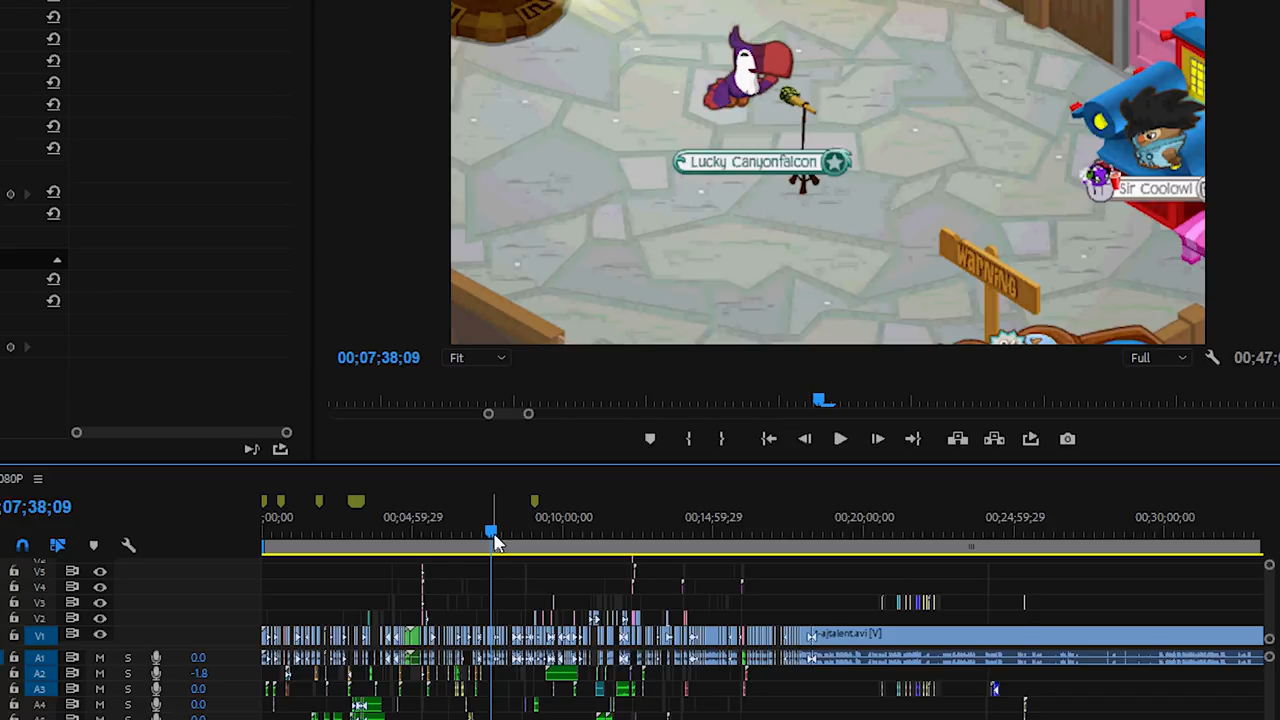 Lucky Canyonfalcon
Sir Coolowl
WARNING
00;07;38;09
Fit
Full
00;47;
080P
;07;38;09
;00;00
00;04;59;29
00;10;00;00
00;14;59;29
00;20;00;00
00;24;59;29
00;30;00;00
V5
V4
V3
V2
V1
-ajtalent.avi [V]
A1 M S 0.0
A2 M S -1.8
A3 M S 0.0
A4 M S 0.0